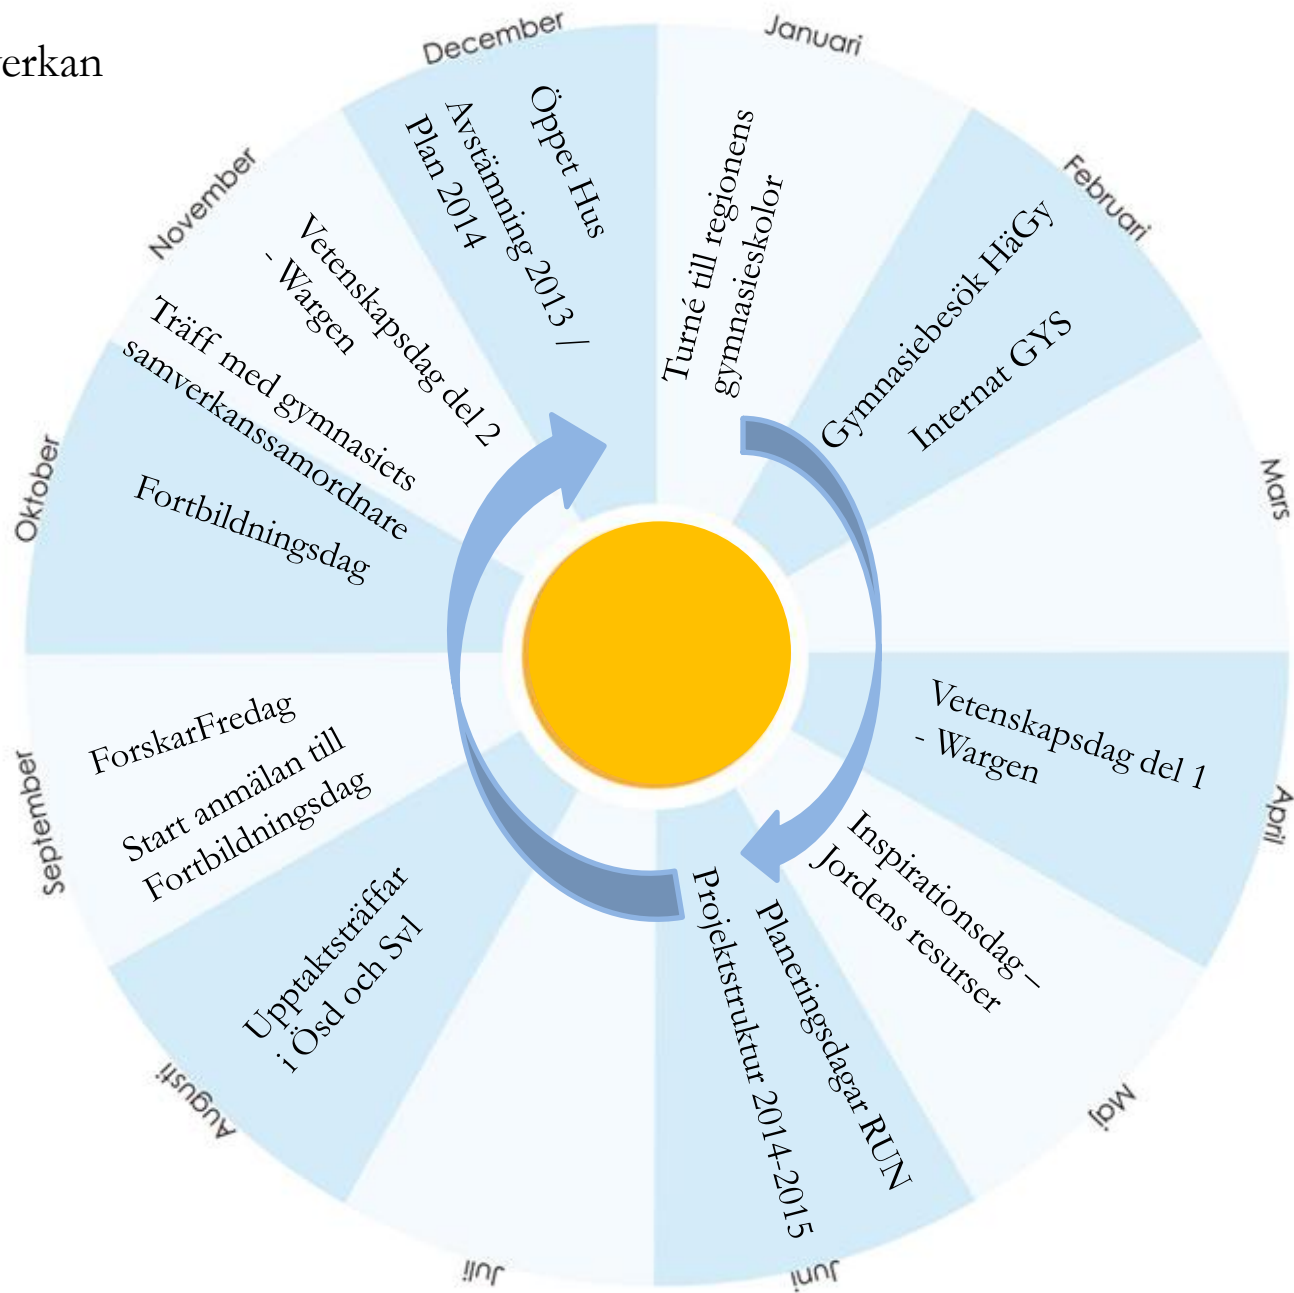 erkan
Januari
Turné till regionens
gymnasieskolor
Februari
Gymnasiebesök HäGy
Internat GYS
Mars
April
Vetenskapsdag del 1
- Wargen
Maj
Inspirationsdag –
Jordens resurser
Juni
Planeringsdagar RUN
Projektstruktur 2014-2015
Juli
Augusti
Upptaktsträffar
i Ösd och Svl
September
ForskarFredag
Start anmälan till
Fortbildningsdag
Oktober
Fortbildningsdag
November
Träff med gymnasiets
samverkanssamordnare
Vetenskapsdag del 2
- Wargen
December
Öppet Hus
Avstämning 2013 /
Plan 2014